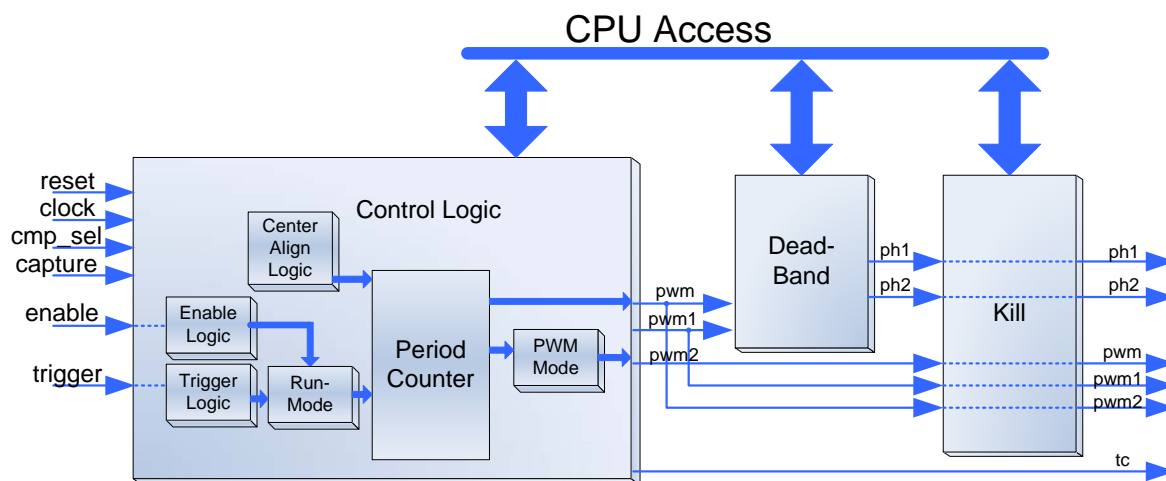 CPU Access
reset
clock
cmp_sel
capture
enable
trigger
Control Logic
Center
Align
Logic
Enable
Logic
Trigger
Logic
Run-
Mode
Period
Counter
PWM
Mode
pwm
pwm1
pwm2
Dead-
Band
ph1
ph2
Kill
ph1
ph2
pwm
pwm1
pwm2
tc